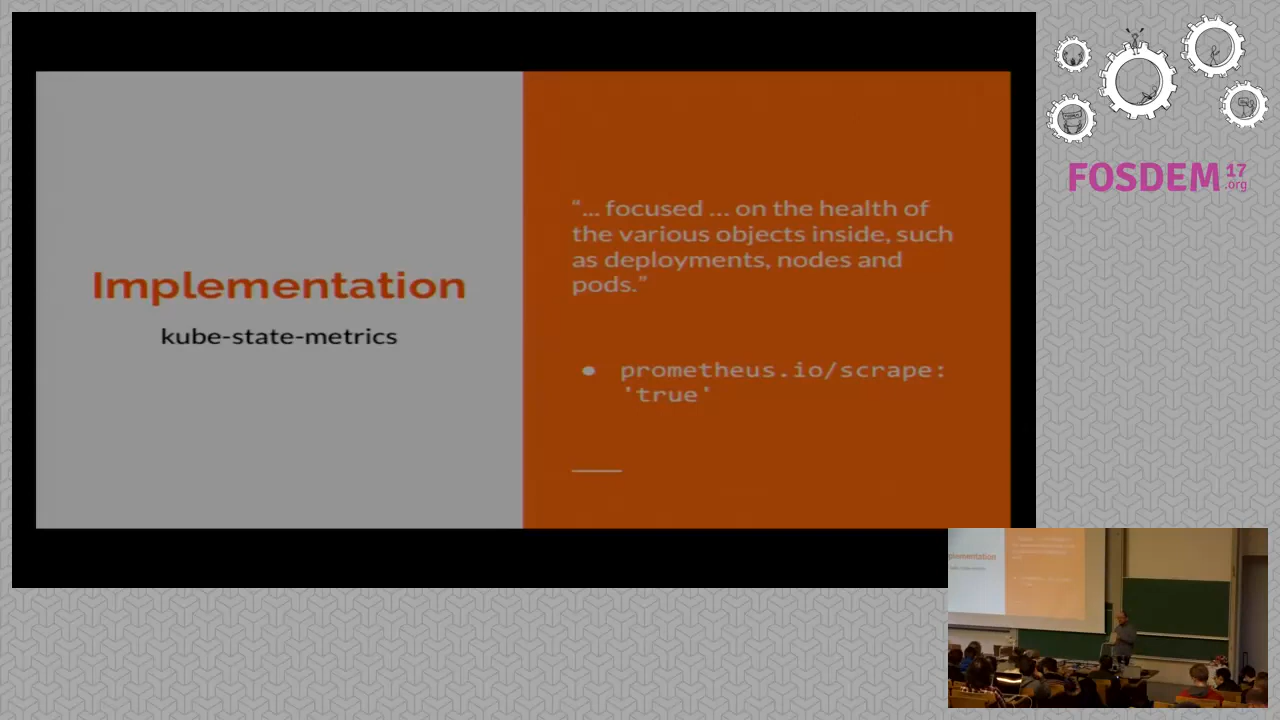 Implementation
kube-state-metrics
“... focused ... on the health of
the various objects inside, such
as deployments, nodes and
pods.”
● prometheus.io/scrape:
'true'
FOSDEM 17
.org